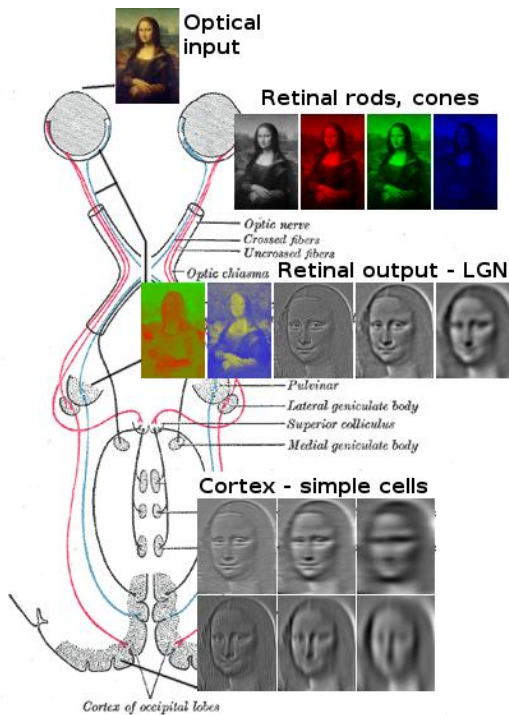 Optical
input
Retinal rods, cones
Optic nerve
Crossed fibers
Uncrossed fibers
Optic chiasma
Retinal output - LGN
Pulvinar
Lateral geniculate body
Superior colliculus
Medial geniculate body
Cortex - simple cells
Cortex of occipital lobes